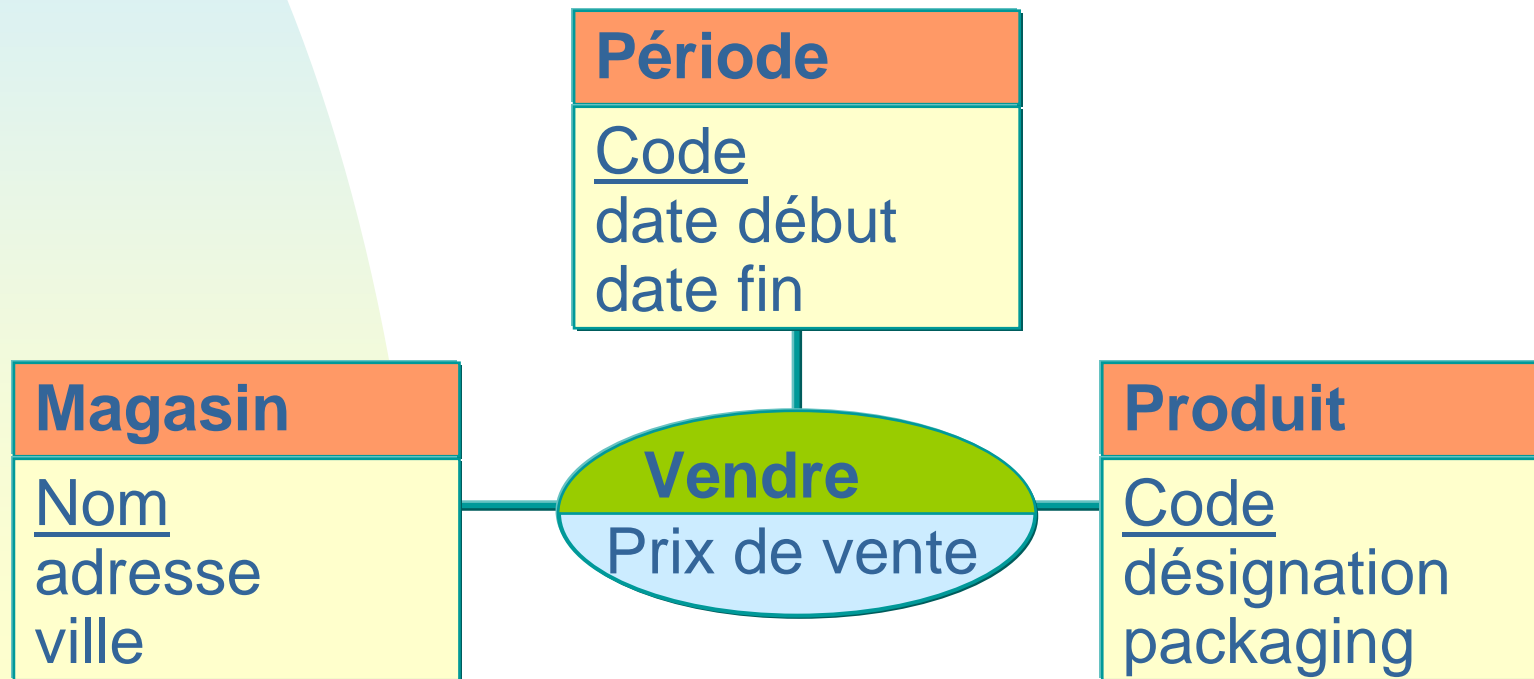 Période
Code
date début
date fin
Magasin
Nom
adresse
ville
Vendre
Prix de vente
Produit
Code
désignation
packaging